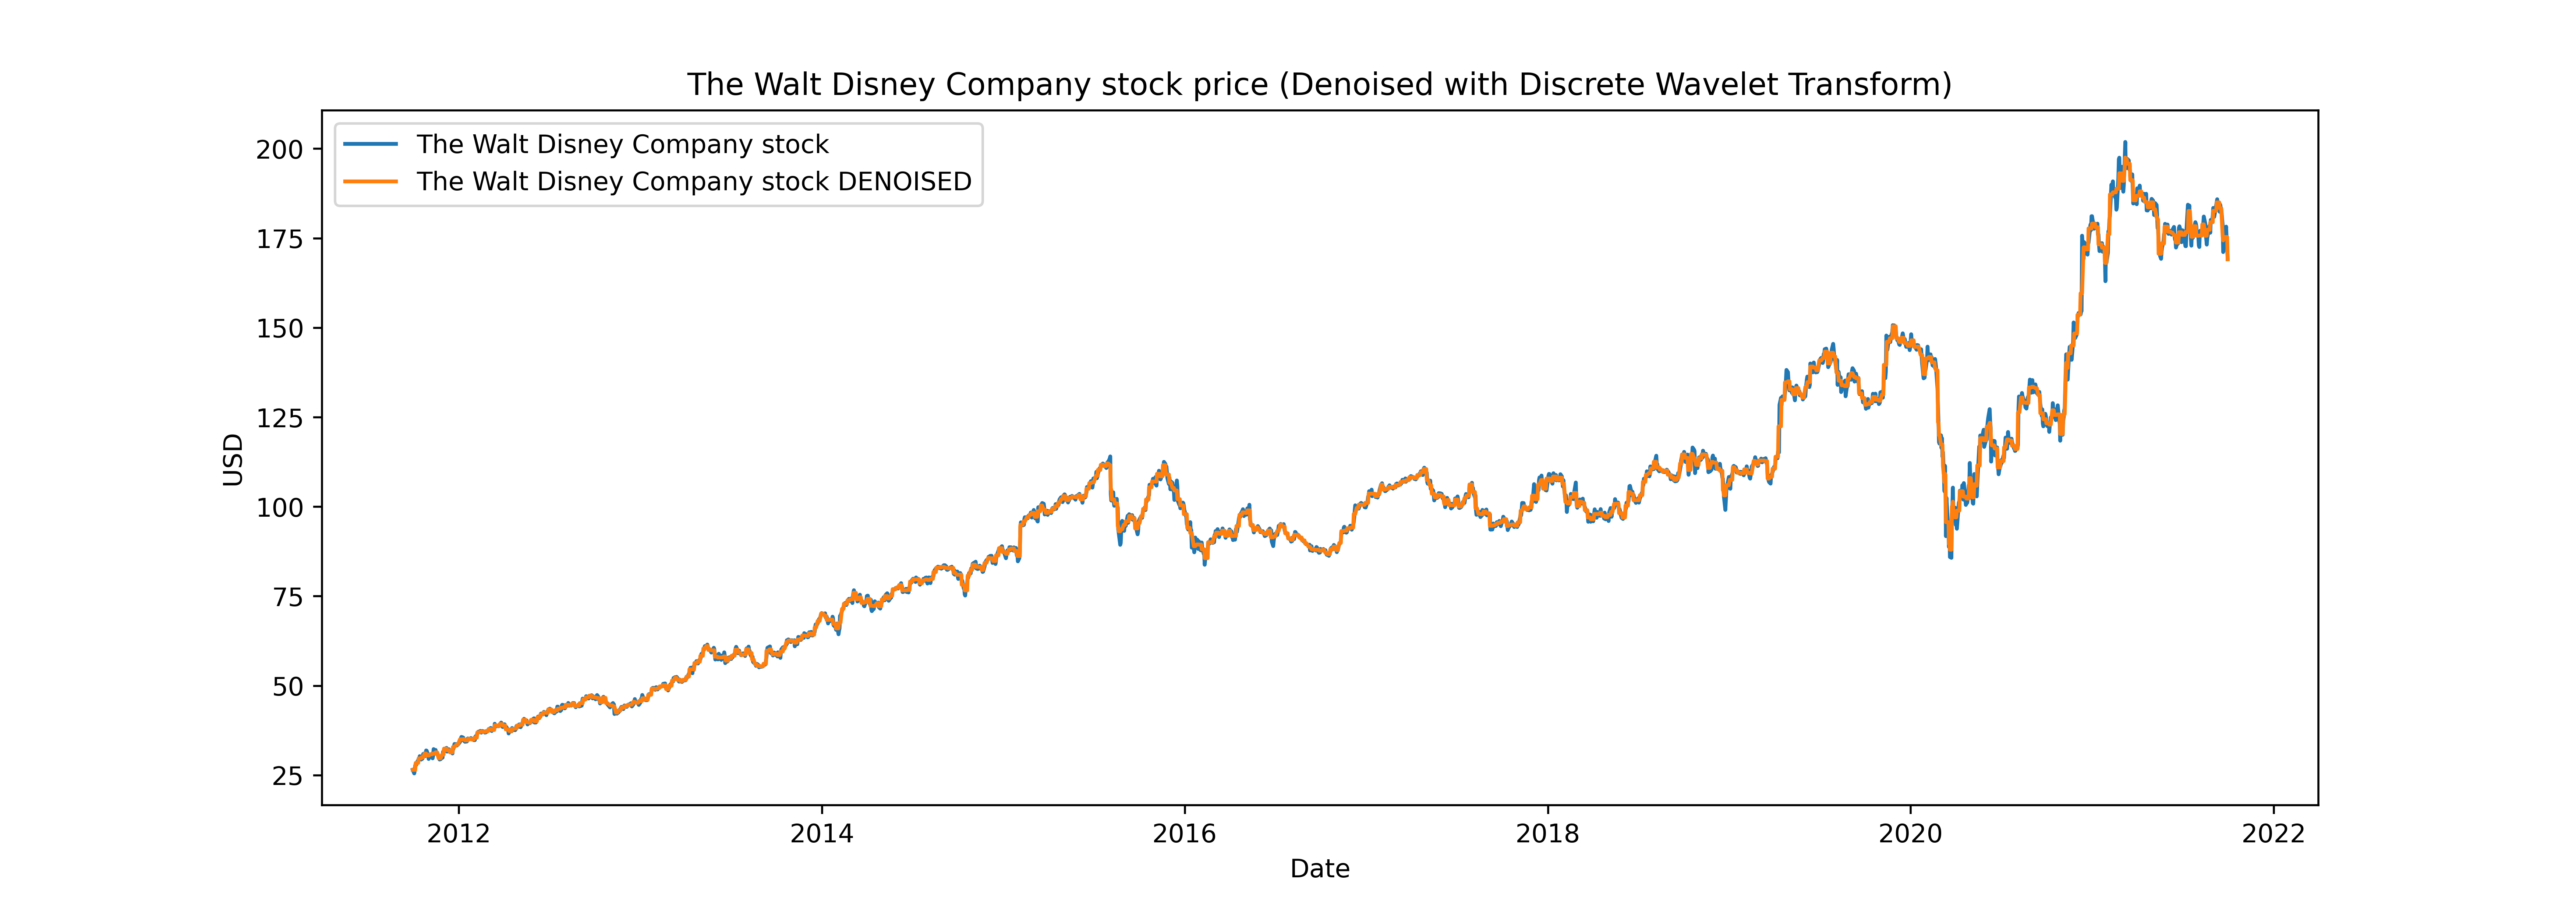 The Walt Disney Company stock price (Denoised with Discrete Wavelet Transform)
The Walt Disney Company stock
The Walt Disney Company stock DENOISED
200
175
150
125
100
75
50
25
USD
2012 2014 2016 2018 2020 2022
Date